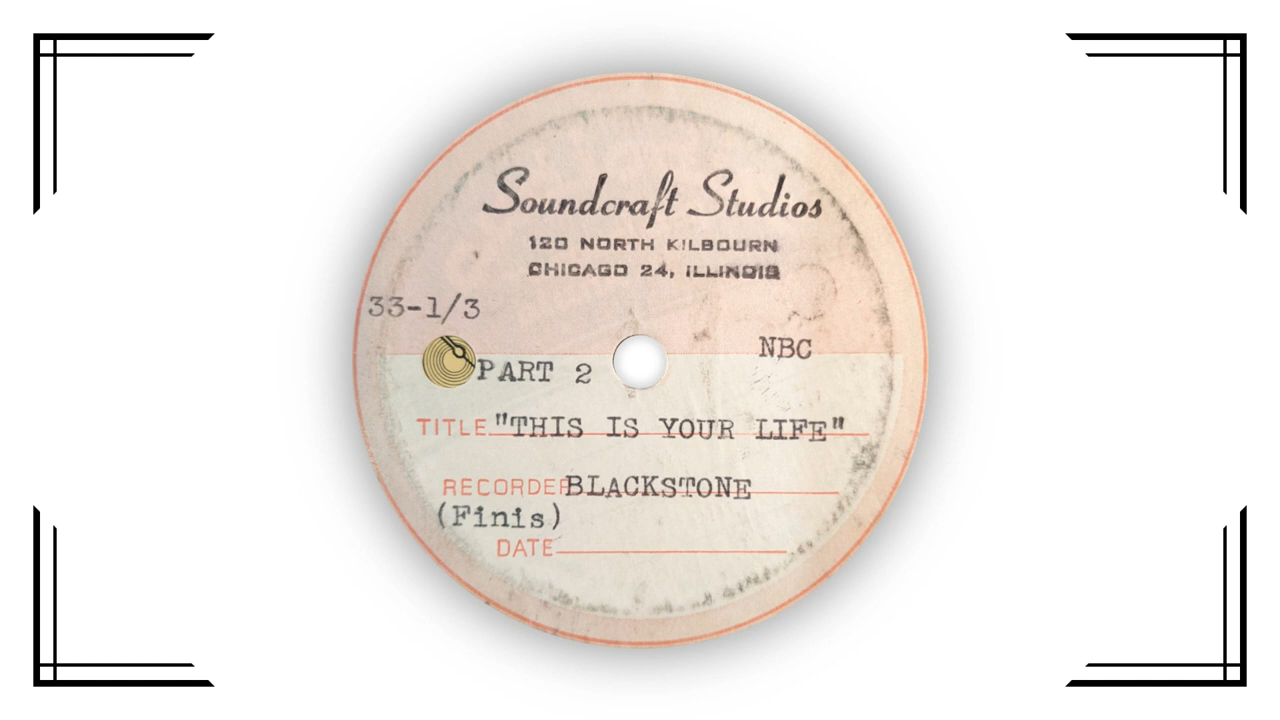 Soundcraft Studios
120 NORTH KILBOURN
CHICAGO 24, ILLINOIS
33-1/3
NBC
PART 2
TITLE "THIS IS YOUR LIFE"
RECORDER BLACKSTONE
(Finis)
DATE